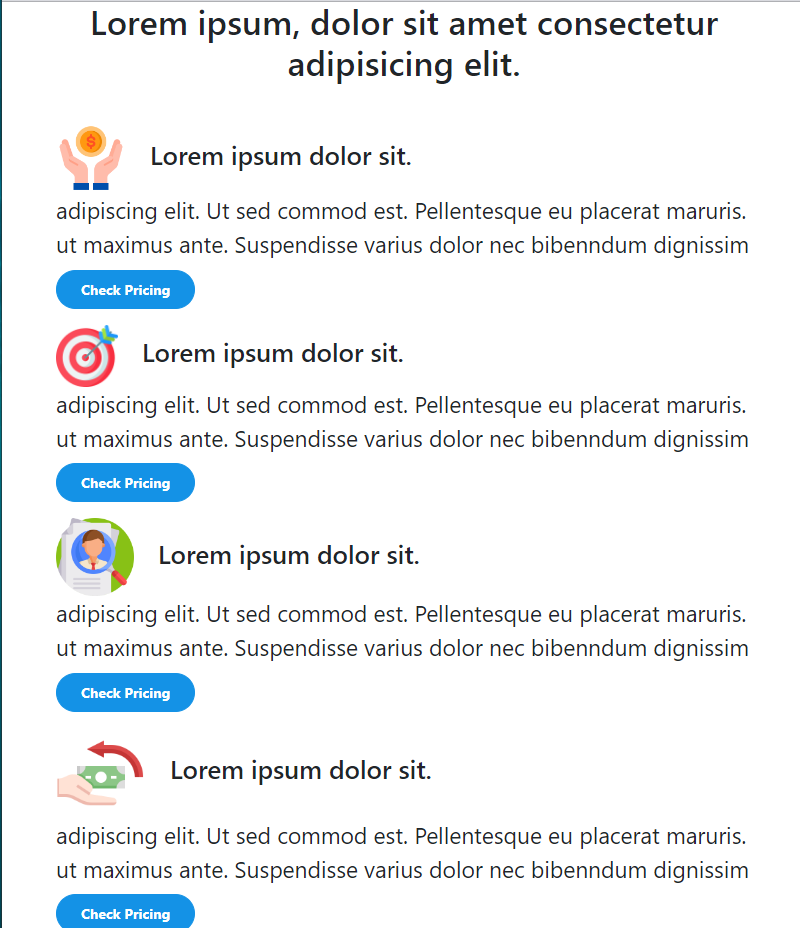 Lorem ipsum, dolor sit amet consectetur
adipisicing elit.
Lorem ipsum dolor sit.
adipiscing elit. Ut sed commod est. Pellentesque eu placerat maruris.
ut maximus ante. Suspendisse varius dolor nec bibenndum dignissim
Check Pricing
Lorem ipsum dolor sit.
adipiscing elit. Ut sed commod est. Pellentesque eu placerat maruris.
ut maximus ante. Suspendisse varius dolor nec bibenndum dignissim
Check Pricing
Lorem ipsum dolor sit.
adipiscing elit. Ut sed commod est. Pellentesque eu placerat maruris.
ut maximus ante. Suspendisse varius dolor nec bibenndum dignissim
Check Pricing
Lorem ipsum dolor sit.
adipiscing elit. Ut sed commod est. Pellentesque eu placerat maruris.
ut maximus ante. Suspendisse varius dolor nec bibenndum dignissim
Check Pricing